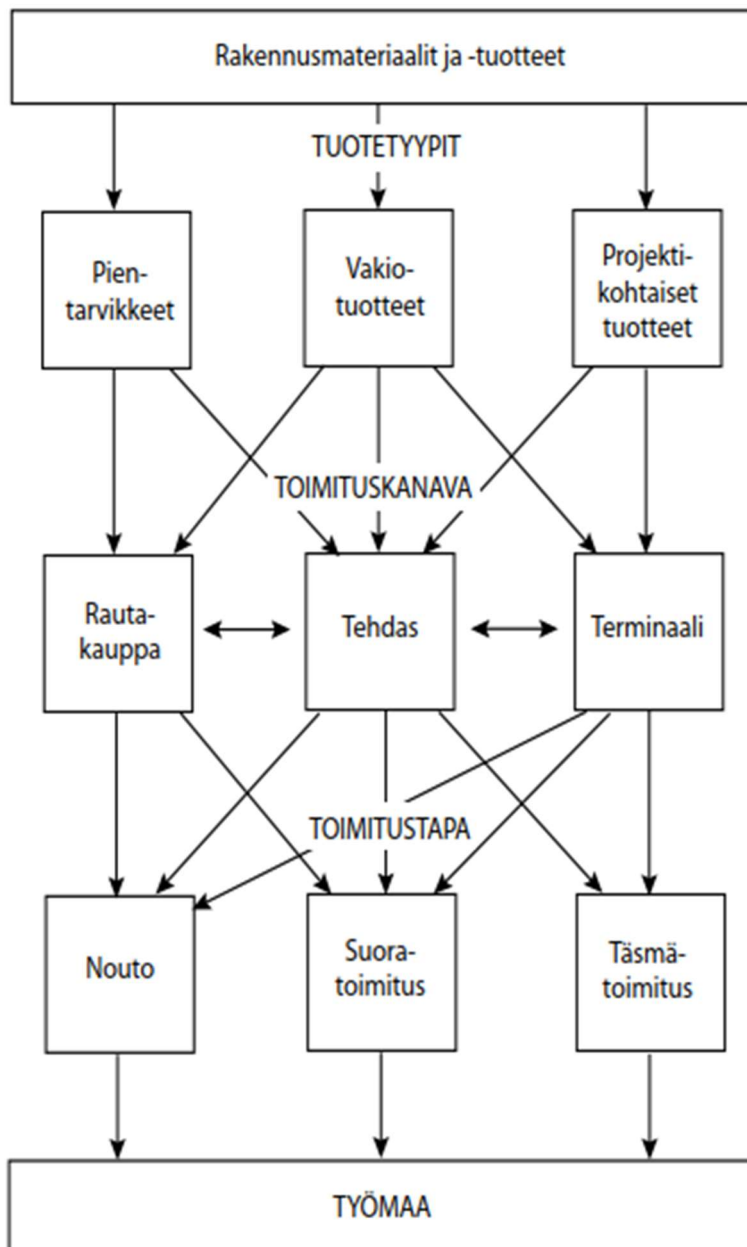 Rakennusmateriaalit ja -tuotteet
TUOTETYYPIT
Pien-
tarvikkeet
Vakio-
tuotteet
Projekti-
kohtaiset
tuotteet
TOIMITUSKANAVA
Rauta-
kauppa
Tehdas
Terminaali
TOIMITUSTAPA
Nouto
Suora-
toimitus
Täsmä-
toimitus
TYÖMAA